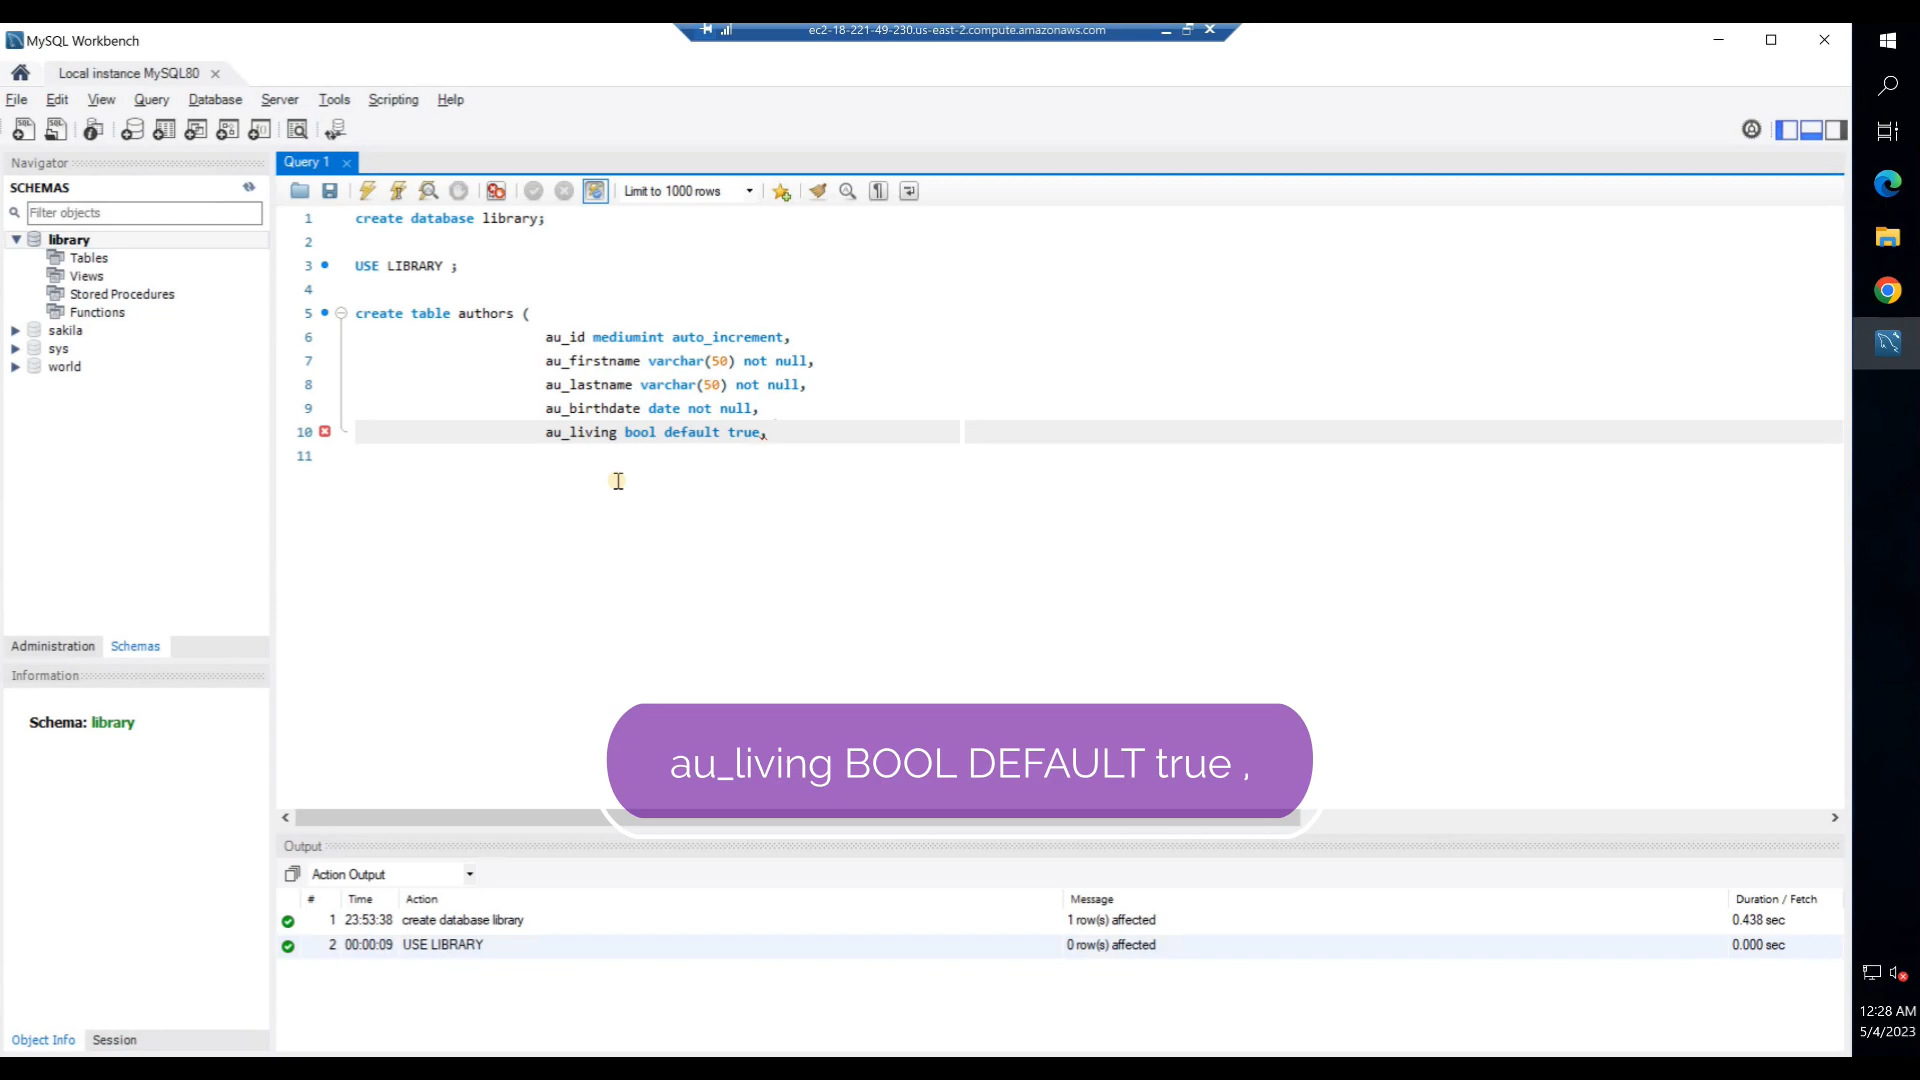 ec2-18-221-49-230.us-east-2.compute.amazonaws.com
MySQL Workbench
Local instance MySQL80
File Edit View Query Database Server Tools Scripting Help
Navigator
SCHEMAS
Filter objects
library
Tables
Views
Stored Procedures
Functions
sakila
sys
world
Administration Schemas
Information
Schema: library
Object Info Session
Query 1
Limit to 1000 rows
1 create database library;
2
3 USE LIBRARY ;
4
5 create table authors (
6 au_id mediumint auto_increment,
7 au_firstname varchar(50) not null,
8 au_lastname varchar(50) not null,
9 au_birthdate date not null,
10 au_living bool default true,
11
au_living BOOL DEFAULT true ,
Output
Action Output
# Time Action Message Duration / Fetch
1 23:53:38 create database library 1 row(s) affected 0.438 sec
2 00:00:09 USE LIBRARY 0 row(s) affected 0.000 sec
12:28 AM
5/4/2023